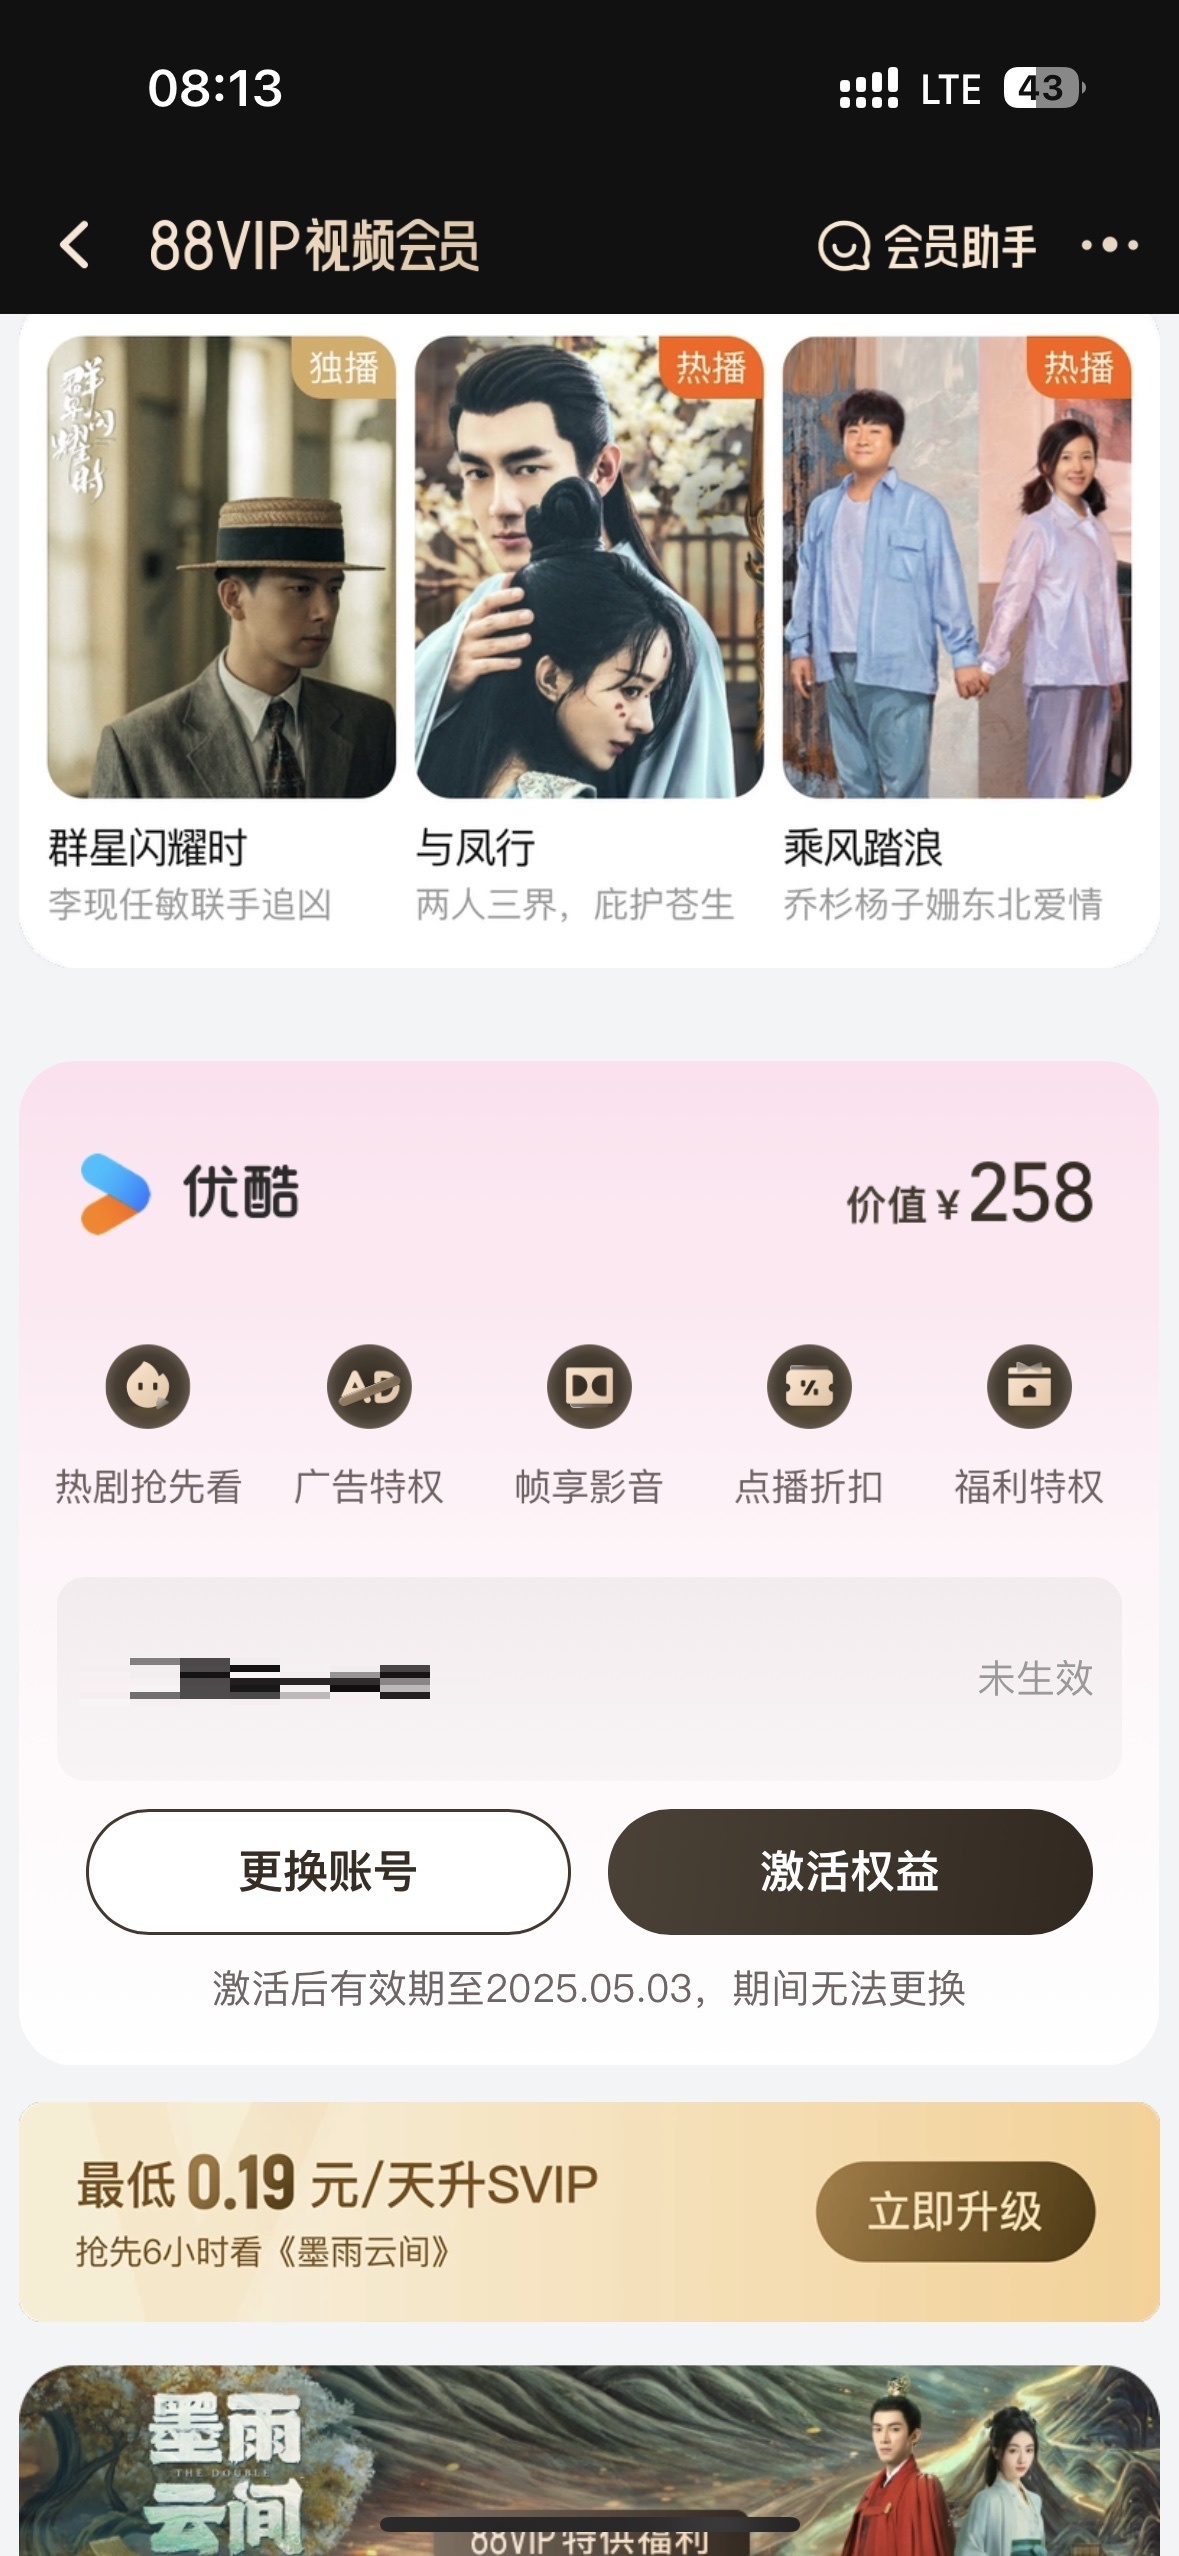 08:13
LTE 43
88VIP视频会员
会员助手
独播
热播
热播
群星闪耀时
群星闪耀时
与凤行
乘风踏浪
李现任敏联手追凶
两人三界，庇护苍生
乔杉杨子姗东北爱情
优酷
价值¥258
AD
热剧抢先看
广告特权
帧享影音
点播折扣
福利特权
未生效
更换账号
激活权益
激活后有效期至2025.05.03，期间无法更换
最低0.19元/天升SVIP
抢先6小时看《墨雨云间》
立即升级
墨雨
THE DOUBLE
云间
88VIP特供福利